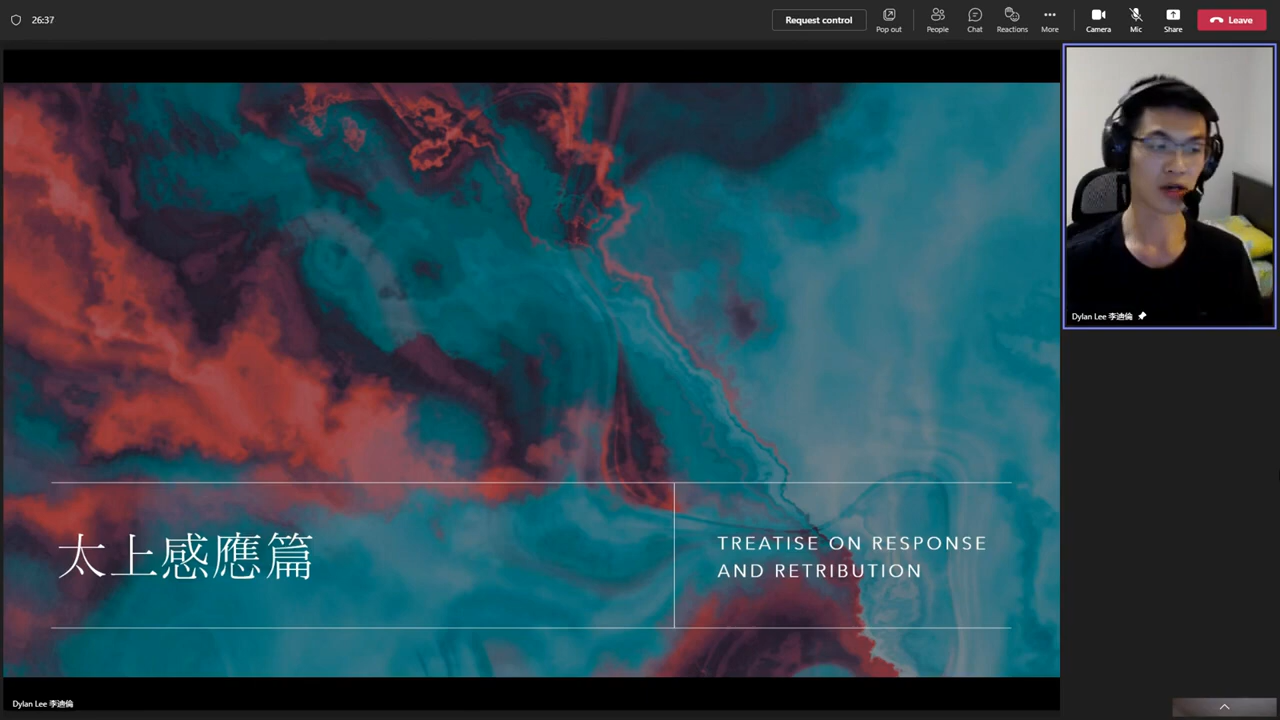 26:37
Request control
Pop out
People
Chat
Reactions
More
Camera
Mic
Share
Leave
太上感應篇
TREATISE ON RESPONSE
AND RETRIBUTION
Dylan Lee 李迪倫
Dylan Lee 李迪倫